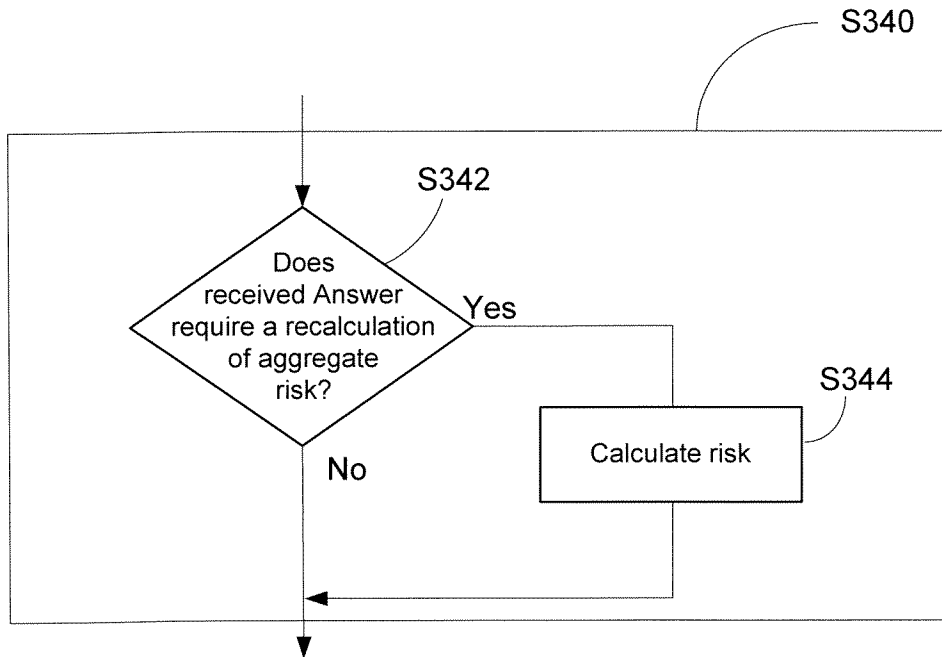 S340
S342
Does
received Answer
require a recalculation
of aggregate
risk?
Yes
S344
Calculate risk
No